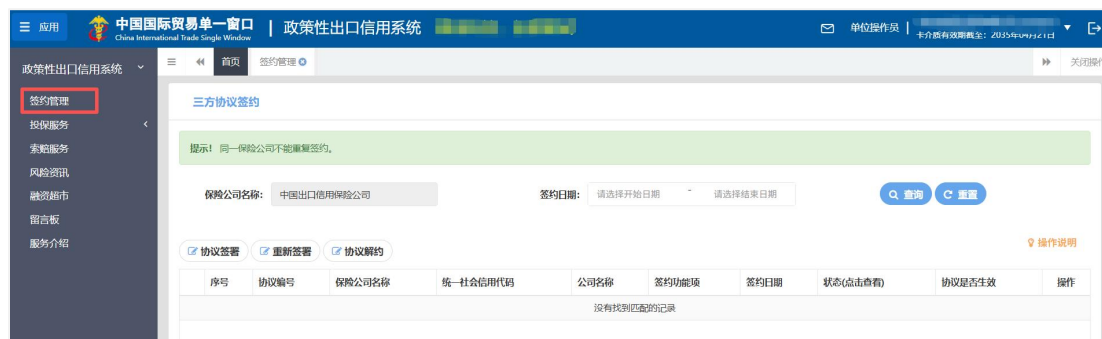 应用
中国国际贸易单一窗口 | 政策性出口信用系统
China International Trade Single Window
单位操作员
卡介质有效期截至：2035年04月21日
政策性出口信用系统
首页
签约管理
关闭操作
签约管理
投保服务
索赔服务
风险资讯
融资超市
留言板
服务介绍
三方协议签约
提示！ 同一保险公司不能重复签约。
保险公司名称： 中国出口信用保险公司
签约日期： 请选择开始日期 - 请选择结束日期
查询
重置
协议签署
重新签署
协议解约
操作说明
序号 协议编号 保险公司名称 统一社会信用代码 公司名称 签约功能项 签约日期 状态(点击查看) 协议是否生效 操作
没有找到匹配的记录